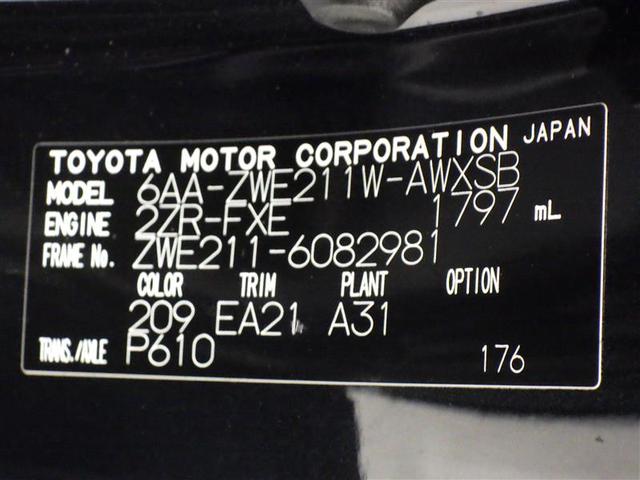 TOYOTA MOTOR CORPORATION JAPAN
MODEL 6AA-ZWE211W-AWXSB
ENGINE 2ZR-FXE 1797 mL
FRAME No. ZWE211-6082981
COLOR TRIM PLANT OPTION
209 EA21 A31
TRANS./AXLE P610 176